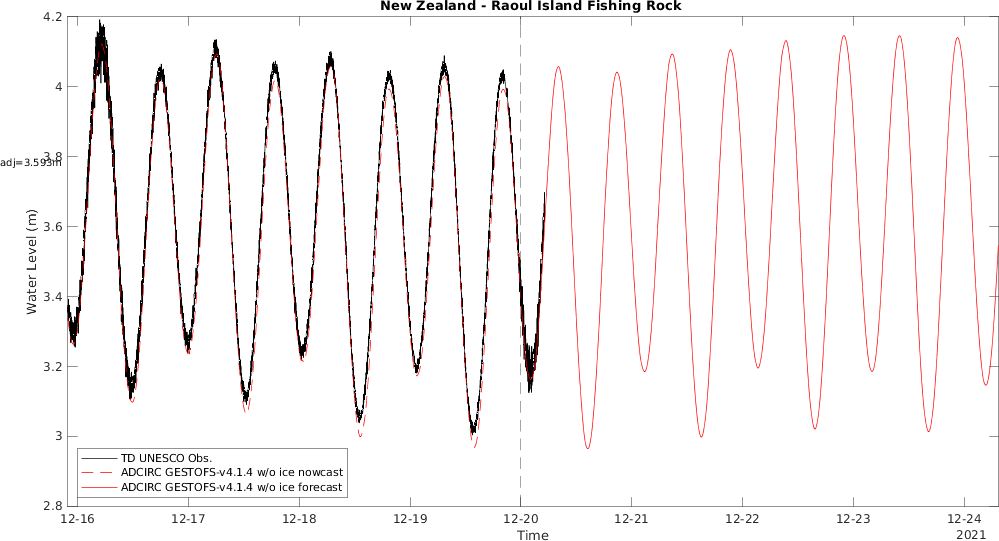 New Zealand - Raoul Island Fishing Rock
4.2
4
3.8
adj=3.593m
3.6
3.4
3.2
3
2.8
Water Level (m)
TD UNESCO Obs.
ADCIRC GESTOFS-v4.1.4 w/o ice nowcast
ADCIRC GESTOFS-v4.1.4 w/o ice forecast
12-16 12-17 12-18 12-19 12-20 12-21 12-22 12-23 12-24
Time
2021